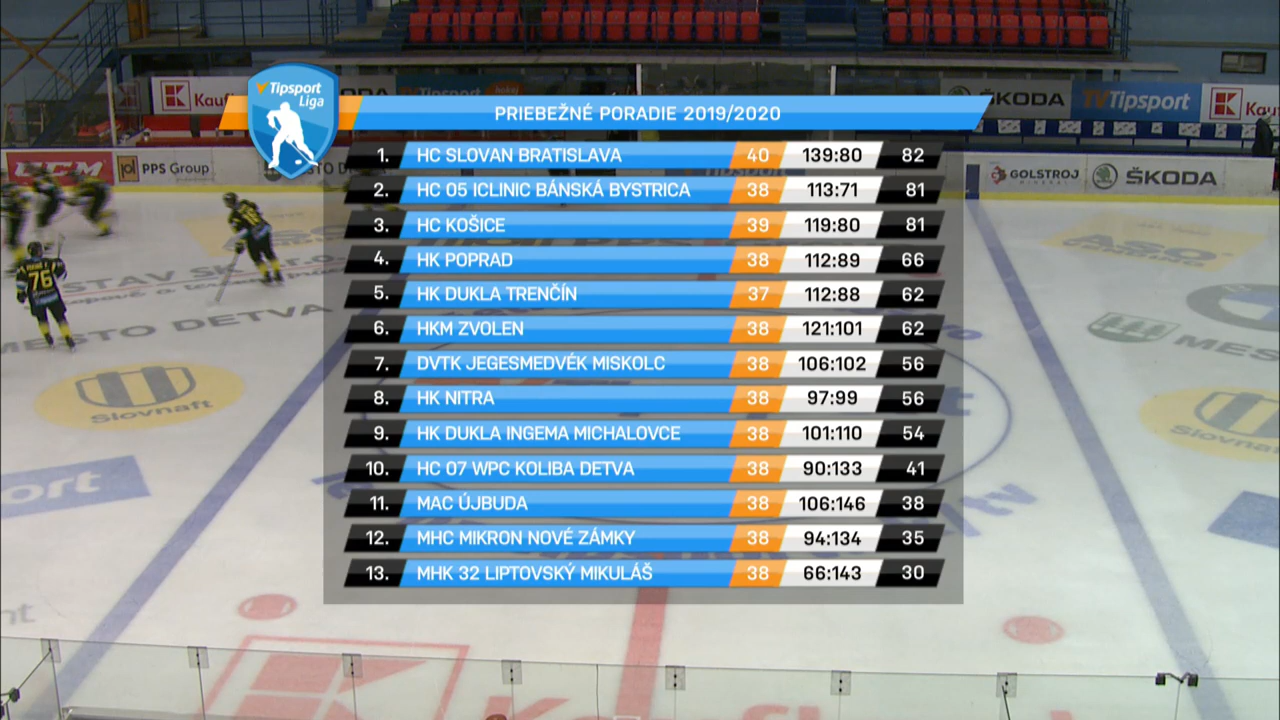 Tipsport
Liga
PRIEBEŽNÉ PORADIE 2019/2020
1. HC SLOVAN BRATISLAVA 40 139:80 82
2. HC 05 ICLINIC BÁNSKÁ BYSTRICA 38 113:71 81
3. HC KOŠICE 39 119:80 81
4. HK POPRAD 38 112:89 66
5. HK DUKLA TRENČÍN 37 112:88 62
6. HKM ZVOLEN 38 121:101 62
7. DVTK JEGESMEDVÉK MISKOLC 38 106:102 56
8. HK NITRA 38 97:99 56
9. HK DUKLA INGEMA MICHALOVCE 38 101:110 54
10. HC 07 WPC KOLIBA DETVA 38 90:133 41
11. MAC ÚJBUDA 38 106:146 38
12. MHC MIKRON NOVÉ ZÁMKY 38 94:134 35
13. MHK 32 LIPTOVSKÝ MIKULÁŠ 38 66:143 30
ŠKODA
TVTipsport
CCM
PPS Group
GOLSTROJ
ŠKODA
76
MESTO DETVA
Slovnaft